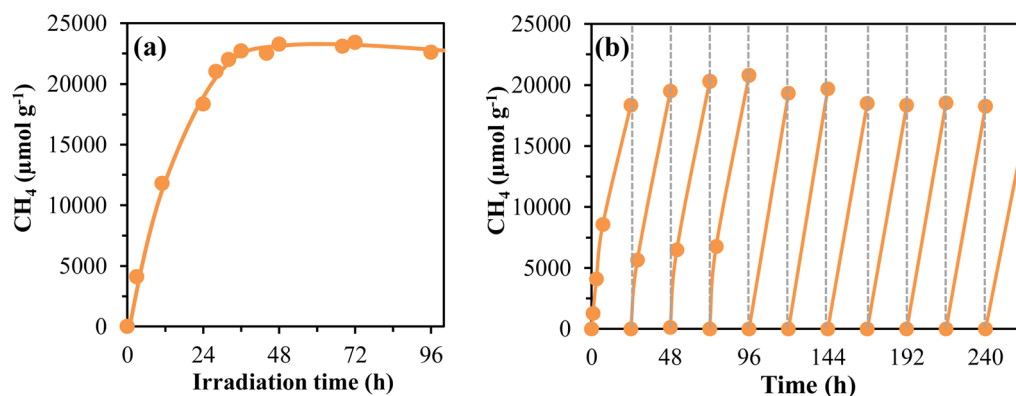 (a)
CH₄ (µmol g⁻¹)
25000
20000
15000
10000
5000
0
0 24 48 72 96
Irradiation time (h)
(b)
CH₄ (µmol g⁻¹)
25000
20000
15000
10000
5000
0
0 48 96 144 192 240
Time (h)